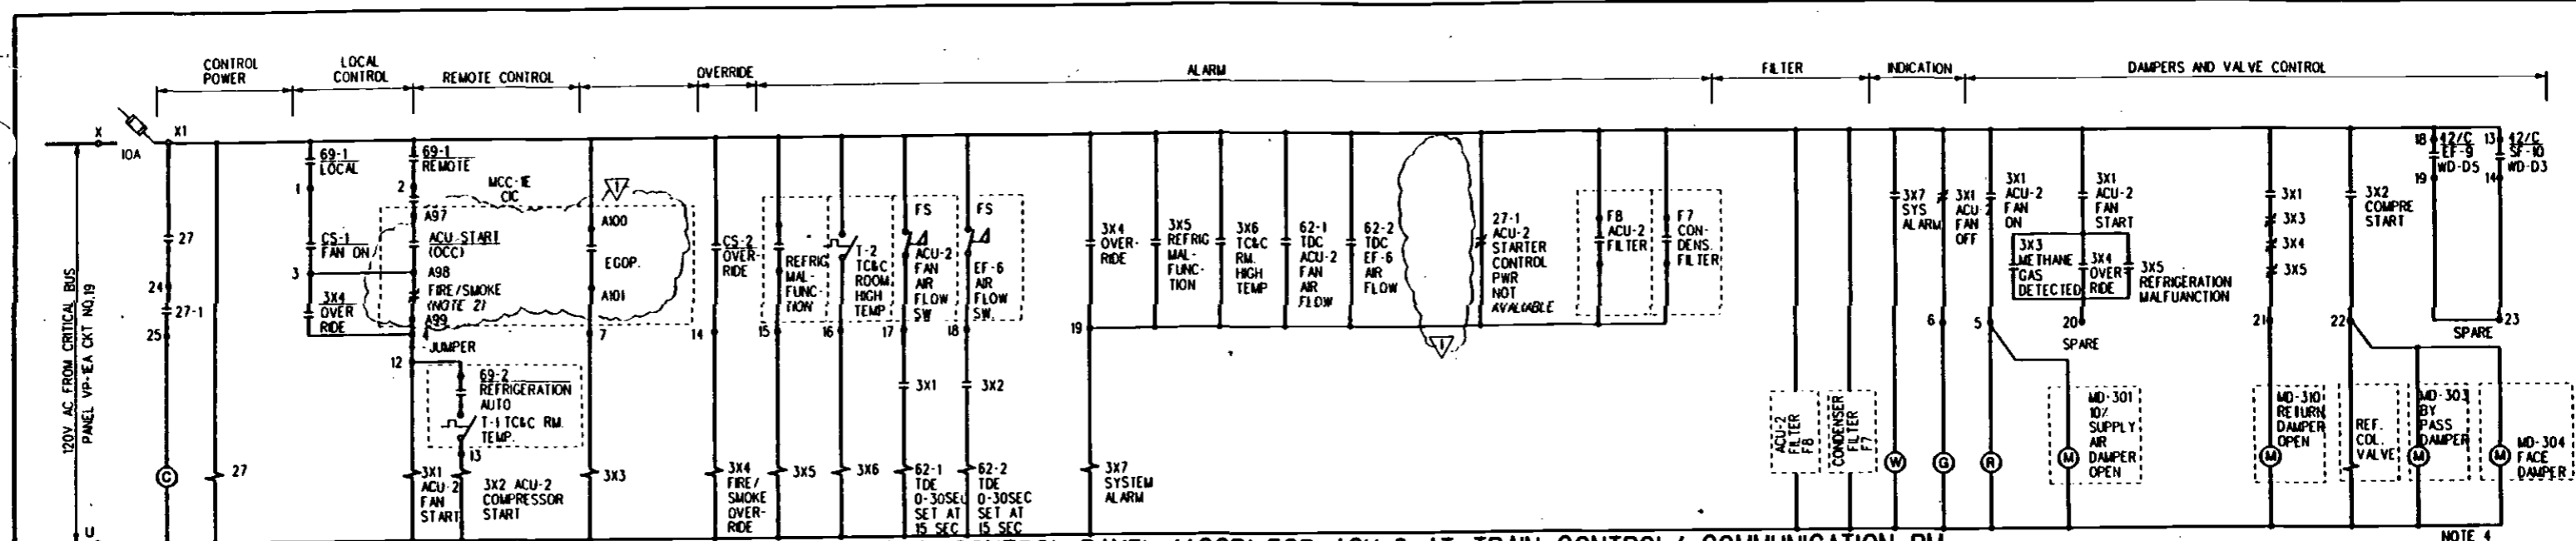 CONTROL
POWER
LOCAL
CONTROL
REMOTE CONTROL
OVERRIDE
ALARM
FILTER
INDICATION
DAMPERS AND VALVE CONTROL
X
X1
10A
120V AC FROM CRITICAL BUS
PANEL VP-1EA CKT NO.19
U
27
24
27-1
25
C
27
69-1
LOCAL
1
CS-1
FAN ON
3
3X4
OVER
RIDE
69-1
REMOTE
2
MCC-1E
CIC
A97
ACU-START
(OCC)
A98
FIRE/SMOKE
(NOTE 2)
A99
4
JUMPER
12
69-2
REFRIGERATION
AUTO
T-1 TC&C RM.
TEMP.
13
3X1
ACU-2
FAN
START
3X2 ACU-2
COMPRESSOR
START
1
A100
EGOP.
A101
7
3X3
CS-2
OVER-
RIDE
14
3X4
FIRE/
SMOKE
OVER-
RIDE
REFRIG
MAL-
FUNC-
TION
15
3X5
T-2
TC&C
ROOM
HIGH
TEMP
16
3X6
FS
ACU-2
FAN
AIR
FLOW
SW
17
3X1
62-1
TDE
0-30SEC
SET AT
15 SEC
FS
EF-6
AIR
FLOW
SW.
18
3X2
62-2
TDE
0-30SEC
SET AT
15 SEC
3X4
OVER-
RIDE
19
3X7
SYSTEM
ALARM
3X5
REFRIG
MAL-
FUNC-
TION
3X6
TC&C
RM.
HIGH
TEMP
62-1
TDC
ACU-2
FAN
AIR
FLOW
62-2
TDC
EF-6
AIR
FLOW
1
27-1
ACU-2
STARTER
CONTROL
PWR
NOT
AVALIABLE
F8
ACU-2
FILTER
F7
CON-
DENS.
FILTER
ACU-2
FILTER
F8
CONDENSER
FILTER
F7
3X7
SYS
ALARM
W
3X1
ACU-2
FAN
OFF
6
G
3X1
ACU-2
FAN
ON
5
R
3X1
ACU-2
FAN
START
3X3
METHANE
GAS
DETECTED
3X4
OVER
RIDE
3X5
REFRIGERATION
MALFUANCTION
20
SPARE
MD-301
10%
SUPPLY
AIR
DAMPER
OPEN
M
3X1
3X3
3X4
3X5
21
MD-310
RETURN
DAMPER
OPEN
M
3X2
COMPRE
START
22
REF.
COL.
VALVE
MD-303
BY
PASS
DAMPER
M
18
42/C
EF-9
WD-D5
19
13
42/C
SF-10
WD-D3
14
23
SPARE
MD-304
FACE
DAMPER
M
NOTE 4